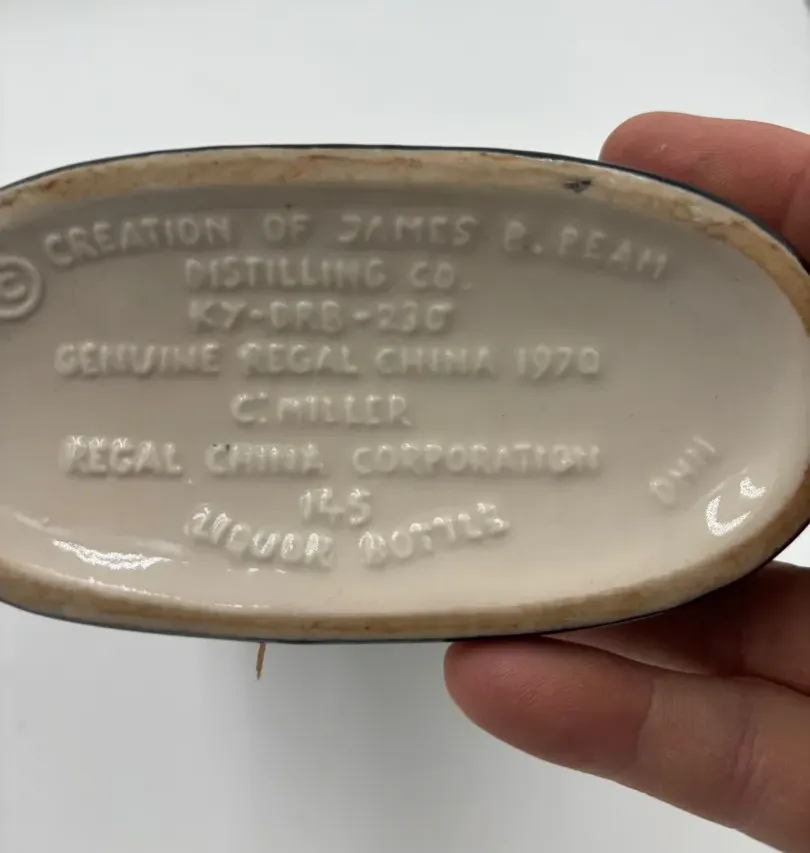 © CREATION OF JAMES B. BEAM
DISTILLING CO.
KY-DRB-230
GENUINE REGAL CHINA 1970
C. MILLER
REGAL CHINA CORPORATION
145
LIQUOR BOTTLE